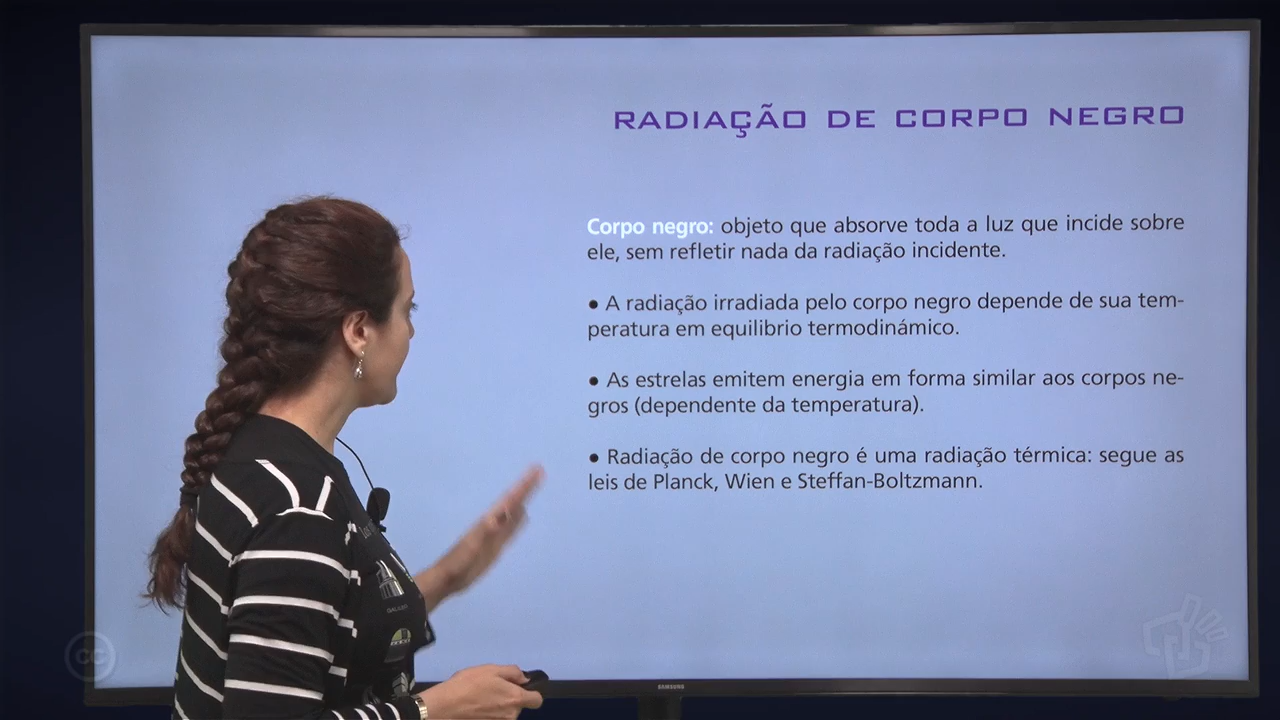 RADIAÇÃO DE CORPO NEGRO
Corpo negro: objeto que absorve toda a luz que incide sobre
ele, sem refletir nada da radiação incidente.
• A radiação irradiada pelo corpo negro depende de sua tem-
peratura em equilibrio termodinámico.
• As estrelas emitem energia em forma similar aos corpos ne-
gros (dependente da temperatura).
• Radiação de corpo negro é uma radiação térmica: segue as
leis de Planck, Wien e Steffan-Boltzmann.
cc
SAMSUNG